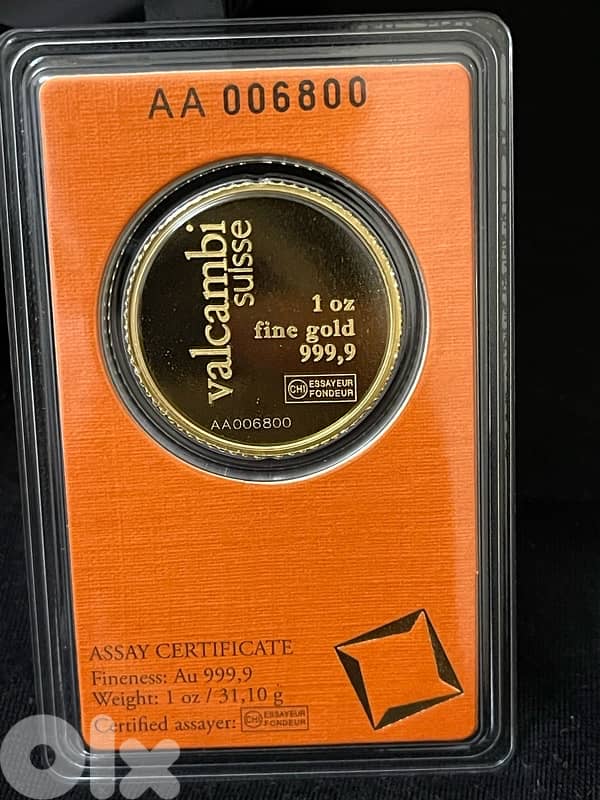 AA 006800
valcambi
suisse
1 oz
fine gold
999,9
CHI ESSAYEUR
FONDEUR
AA006800
ASSAY CERTIFICATE
Fineness: Au 999,9
Weight: 1 oz / 31,10 g
Certified assayer: CHI ESSAYEUR
FONDEUR
olx